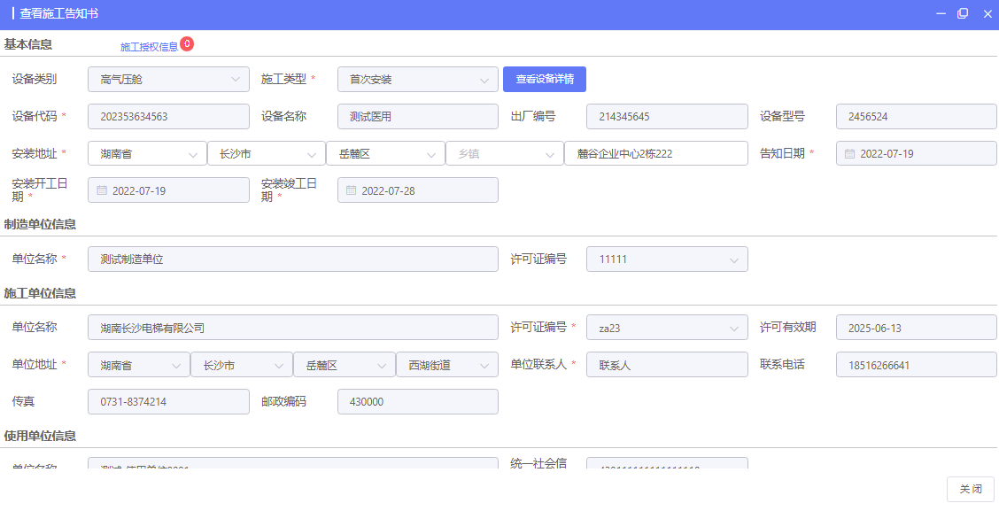 查看施工告知书
基本信息 施工授权信息 0
设备类别 高气压舱 施工类型 * 首次安装 查看设备详情
设备代码 * 202353634563 设备名称 测试医用 出厂编号 214345645 设备型号 2456524
安装地址 * 湖南省 长沙市 岳麓区 乡镇 麓谷企业中心2栋222 告知日期 * 2022-07-19
安装开工日期 * 2022-07-19 安装竣工日期 * 2022-07-28
制造单位信息
单位名称 * 测试制造单位 许可证编号 11111
施工单位信息
单位名称 湖南长沙电梯有限公司 许可证编号 * za23 许可有效期 2025-06-13
单位地址 * 湖南省 长沙市 岳麓区 西湖街道 单位联系人 * 联系人 联系电话 18516266641
传真 0731-8374214 邮政编码 430000
使用单位信息
单位名称 统一社会信
关 闭